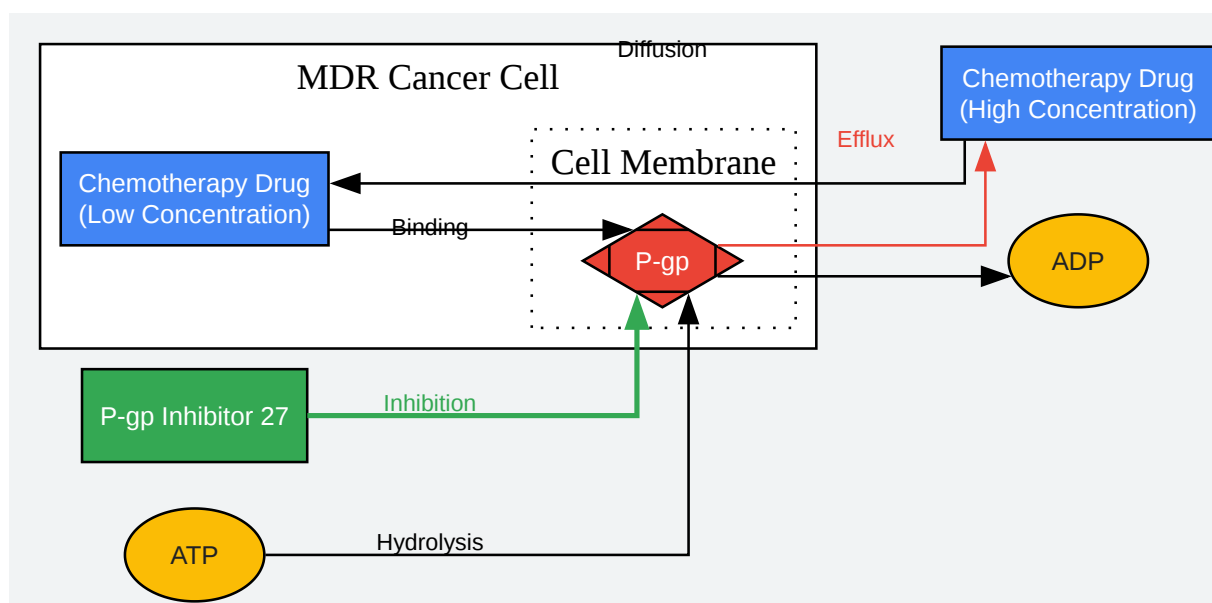 Diffusion
MDR Cancer Cell
Chemotherapy Drug
(High Concentration)
Efflux
Cell Membrane
Chemotherapy Drug
(Low Concentration)
Binding
P-gp
ADP
P-gp Inhibitor 27
Inhibition
ATP
Hydrolysis